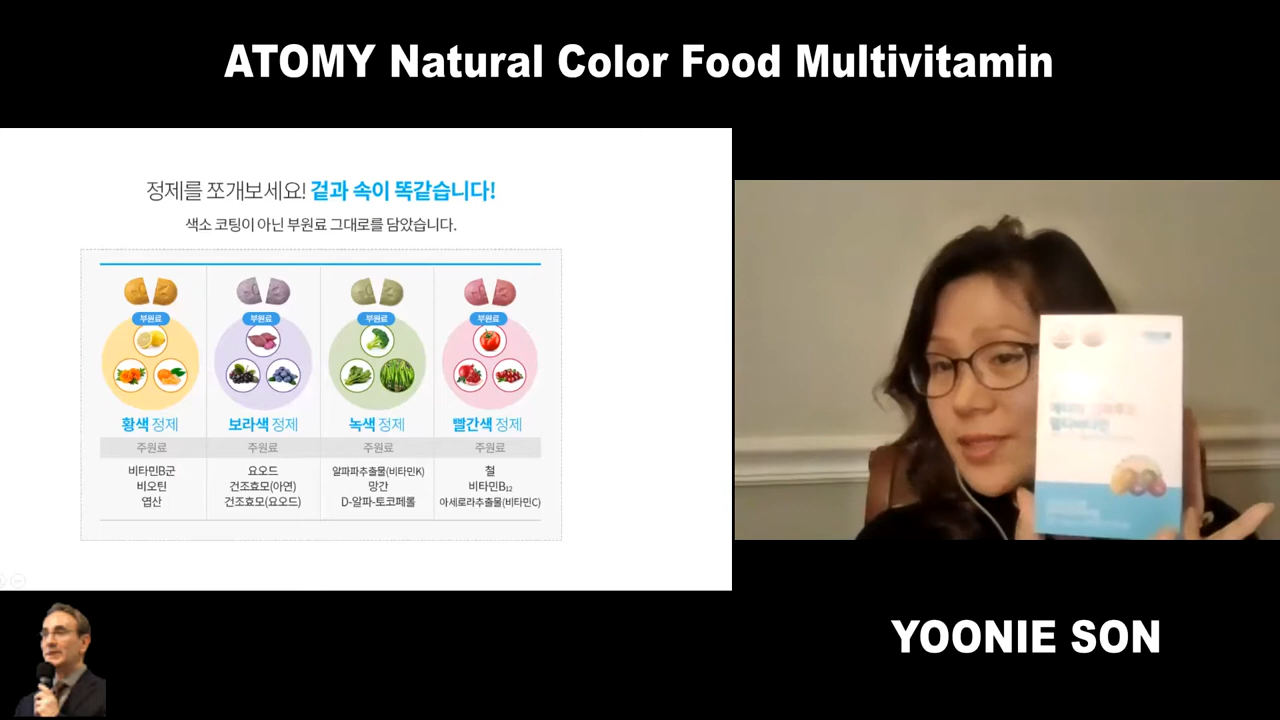 ATOMY Natural Color Food Multivitamin
정제를 쪼개보세요! 겉과 속이 똑같습니다!
색소 코팅이 아닌 부원료 그대로를 담았습니다.
부원료 부원료 부원료 부원료
황색 정제 보라색 정제 녹색 정제 빨간색 정제
주원료 주원료 주원료 주원료
비타민B군 요오드 알파파추출물(비타민K) 철
비오틴 건조효모(아연) 망간 비타민B₁₂
엽산 건조효모(요오드) D-알파-토코페롤 아세로라추출물(비타민C)
멀티비타민
YOONIE SON